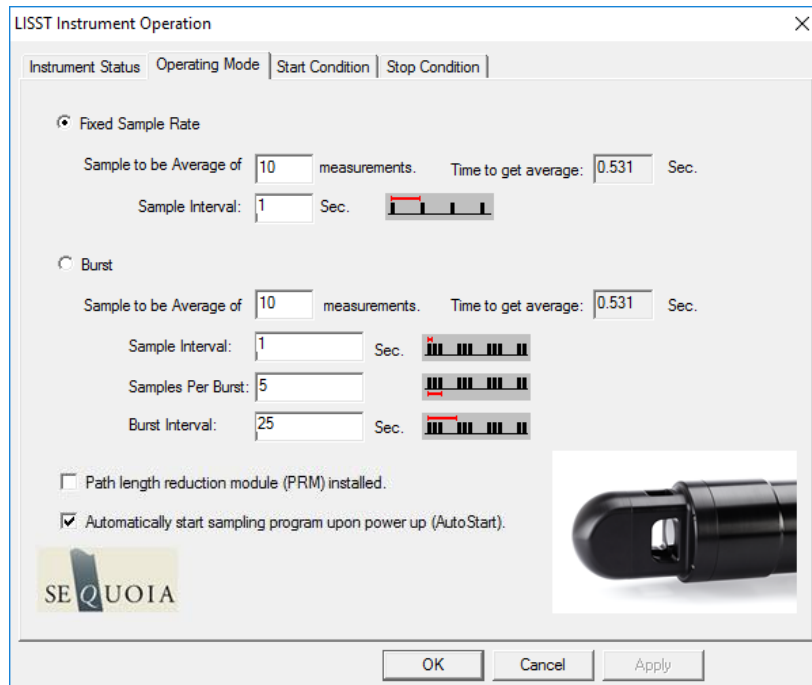 LISST Instrument Operation
Instrument Status Operating Mode Start Condition Stop Condition
Fixed Sample Rate
Sample to be Average of 10 measurements. Time to get average: 0.531 Sec.
Sample Interval: 1 Sec.
Burst
Sample to be Average of 10 measurements. Time to get average: 0.531 Sec.
Sample Interval: 1 Sec.
Samples Per Burst: 5
Burst Interval: 25 Sec.
Path length reduction module (PRM) installed.
Automatically start sampling program upon power up (AutoStart).
SEQUOIA
OK Cancel Apply